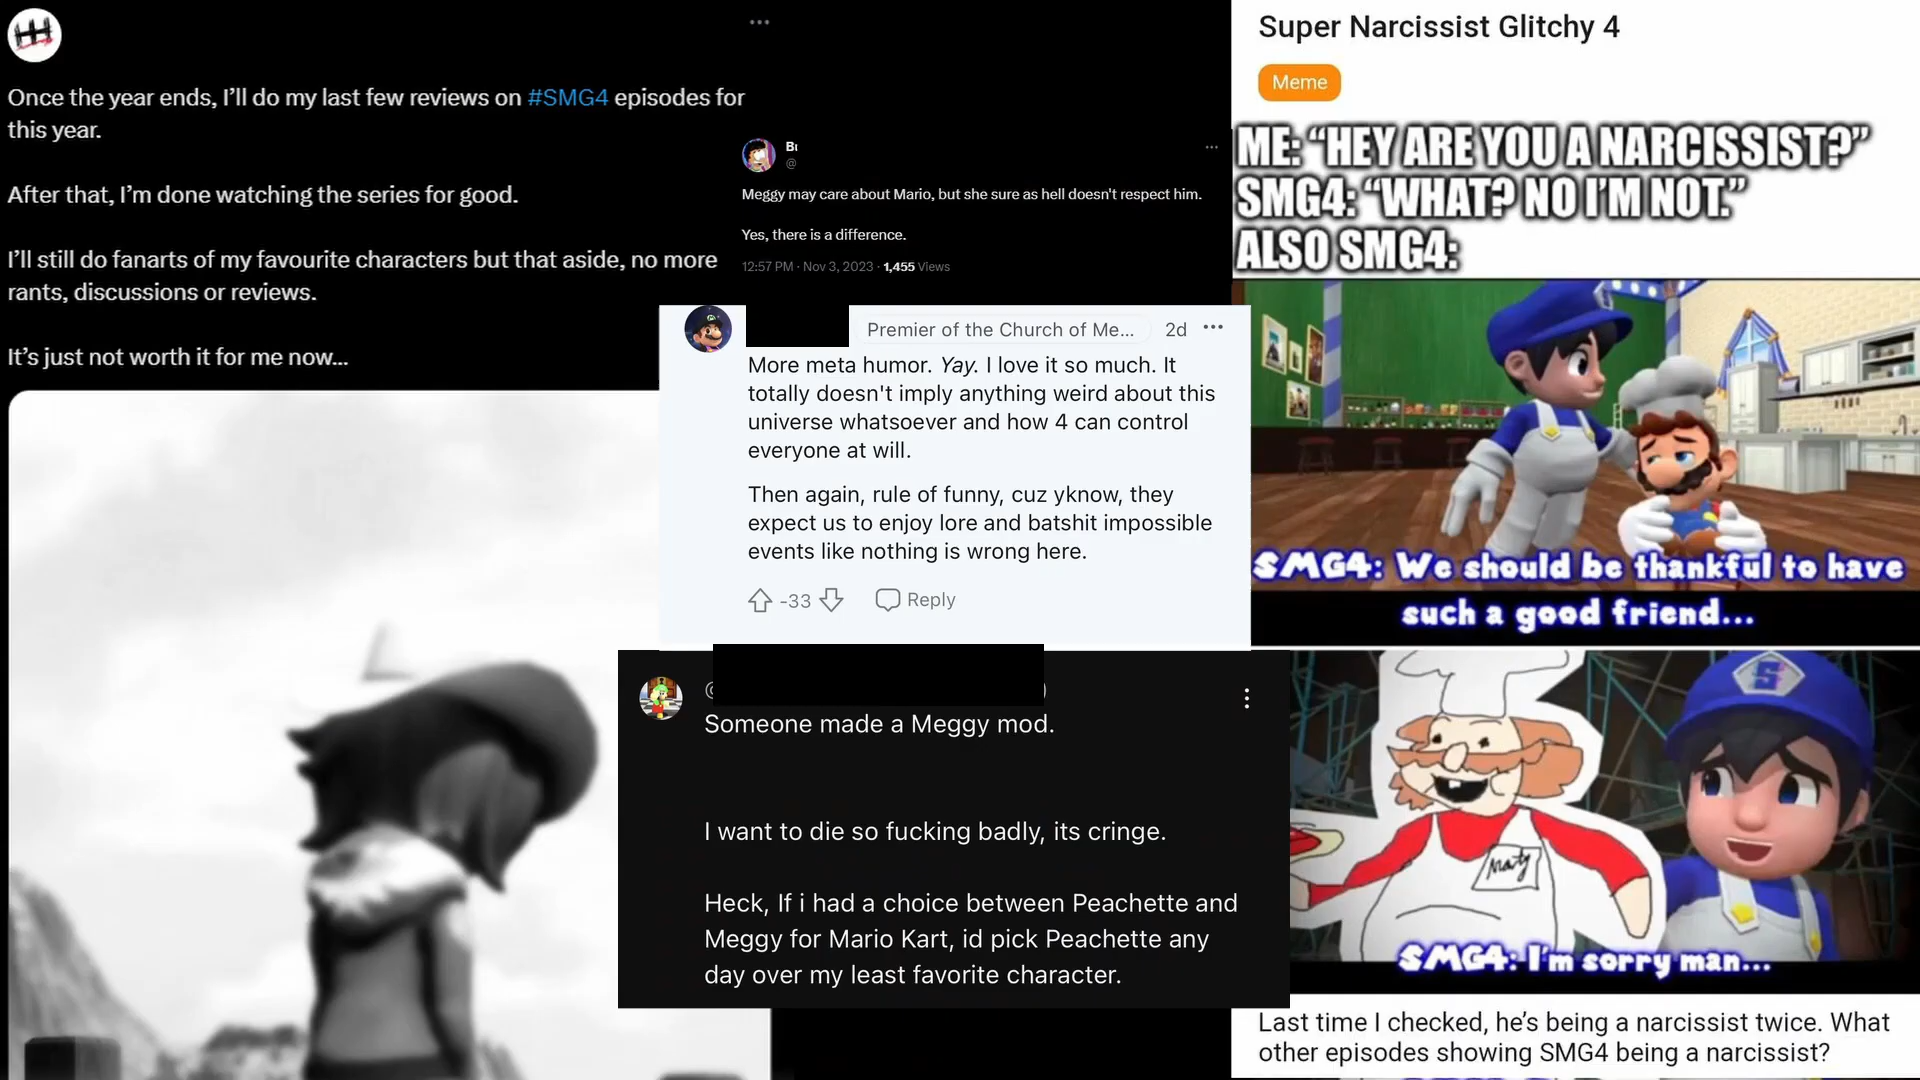 Once the year ends, I'll do my last few reviews on #SMG4 episodes for
this year.
After that, I'm done watching the series for good.
I'll still do fanarts of my favourite characters but that aside, no more
rants, discussions or reviews.
It's just not worth it for me now...
@
Meggy may care about Mario, but she sure as hell doesn't respect him.
Yes, there is a difference.
12:57 PM · Nov 3, 2023 · 1,455 Views
Premier of the Church of Me... 2d
More meta humor. Yay. I love it so much. It
totally doesn't imply anything weird about this
universe whatsoever and how 4 can control
everyone at will.
Then again, rule of funny, cuz yknow, they
expect us to enjoy lore and batshit impossible
events like nothing is wrong here.
-33 Reply
Someone made a Meggy mod.
I want to die so fucking badly, its cringe.
Heck, If i had a choice between Peachette and
Meggy for Mario Kart, id pick Peachette any
day over my least favorite character.
Super Narcissist Glitchy 4
Meme
ME: “HEY ARE YOU A NARCISSIST?”
SMG4: “WHAT? NO I’M NOT.”
ALSO SMG4:
SMG4: We should be thankful to have
such a good friend...
S
SMG4: I'm sorry man...
Last time I checked, he's being a narcissist twice. What
other episodes showing SMG4 being a narcissist?